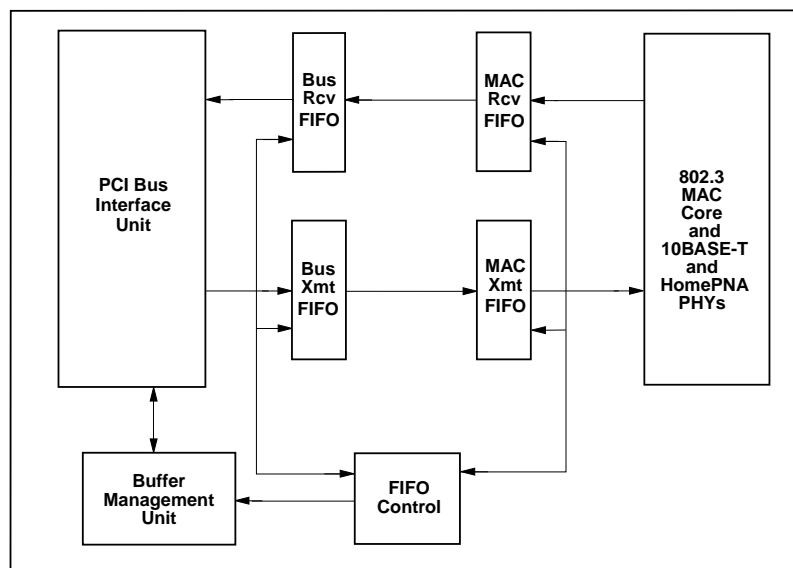 Bus
Rcv
FIFO
MAC
Rcv
FIFO
PCI Bus
Interface
Unit
802.3
MAC
Core
and
10BASE-T
and
HomePNA
PHYs
Bus
Xmt
FIFO
MAC
Xmt
FIFO
Buffer
Management
Unit
FIFO
Control